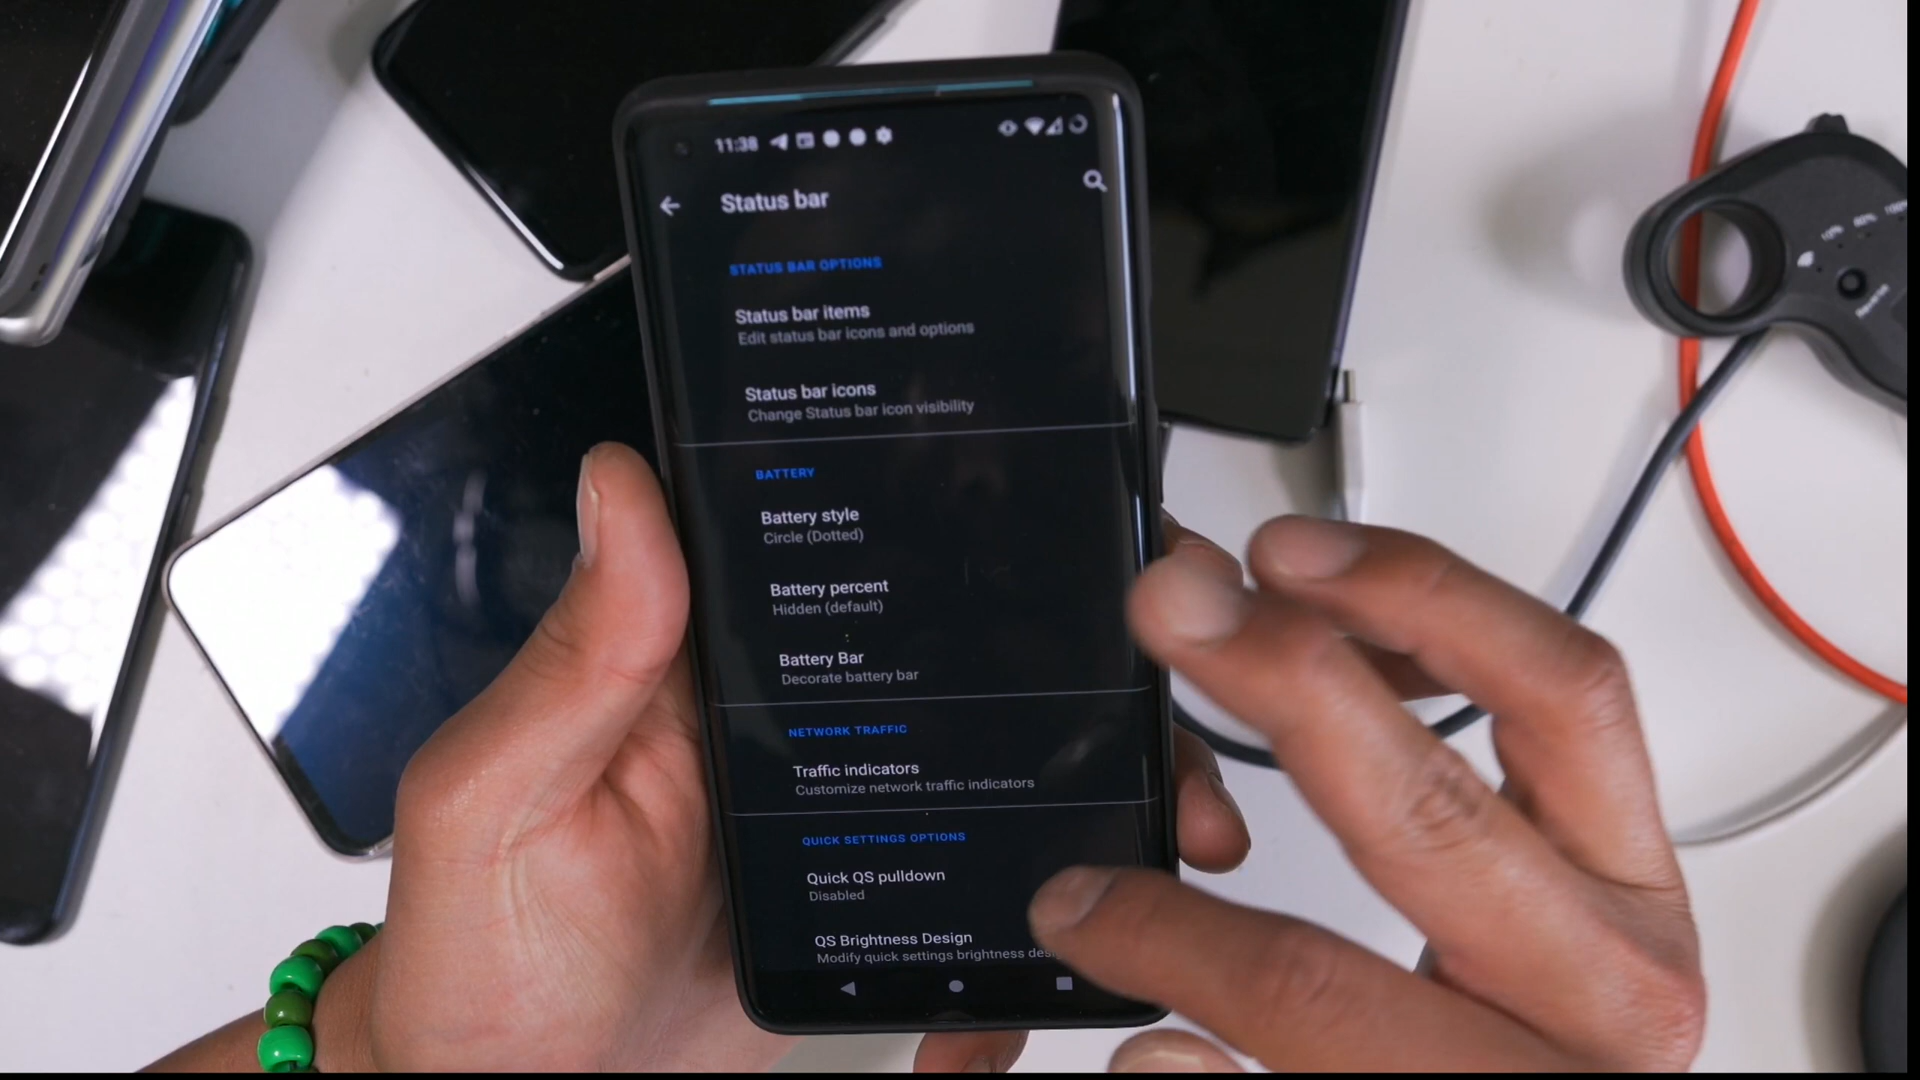 11:38
Status bar
STATUS BAR OPTIONS
Status bar items
Edit status bar icons and options
Status bar icons
Change Status bar icon visibility
BATTERY
Battery style
Circle (Dotted)
Battery percent
Hidden (default)
Battery Bar
Decorate battery bar
NETWORK TRAFFIC
Traffic indicators
Customize network traffic indicators
QUICK SETTINGS OPTIONS
Quick QS pulldown
Disabled
QS Brightness Design
Modify quick settings brightness